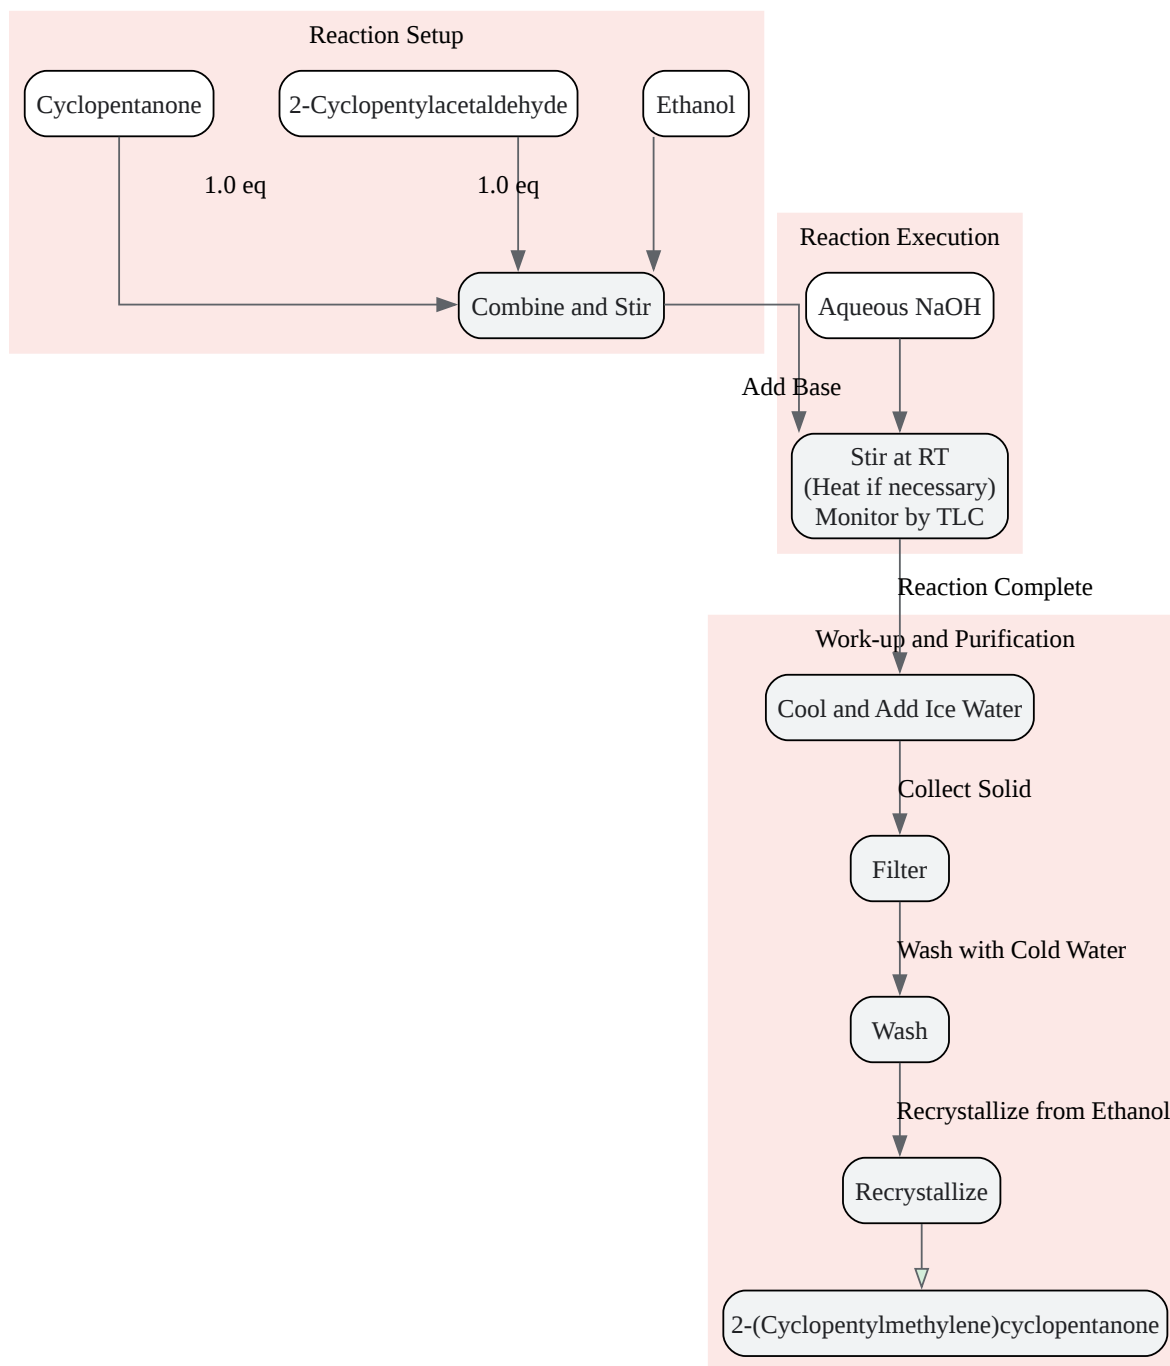 Reaction Setup
Cyclopentanone
2-Cyclopentylacetaldehyde
Ethanol
1.0 eq
1.0 eq
Combine and Stir
Reaction Execution
Aqueous NaOH
Add Base
Stir at RT
(Heat if necessary)
Monitor by TLC
Reaction Complete
Work-up and Purification
Cool and Add Ice Water
Collect Solid
Filter
Wash with Cold Water
Wash
Recrystallize from Ethanol
Recrystallize
2-(Cyclopentylmethylene)cyclopentanone